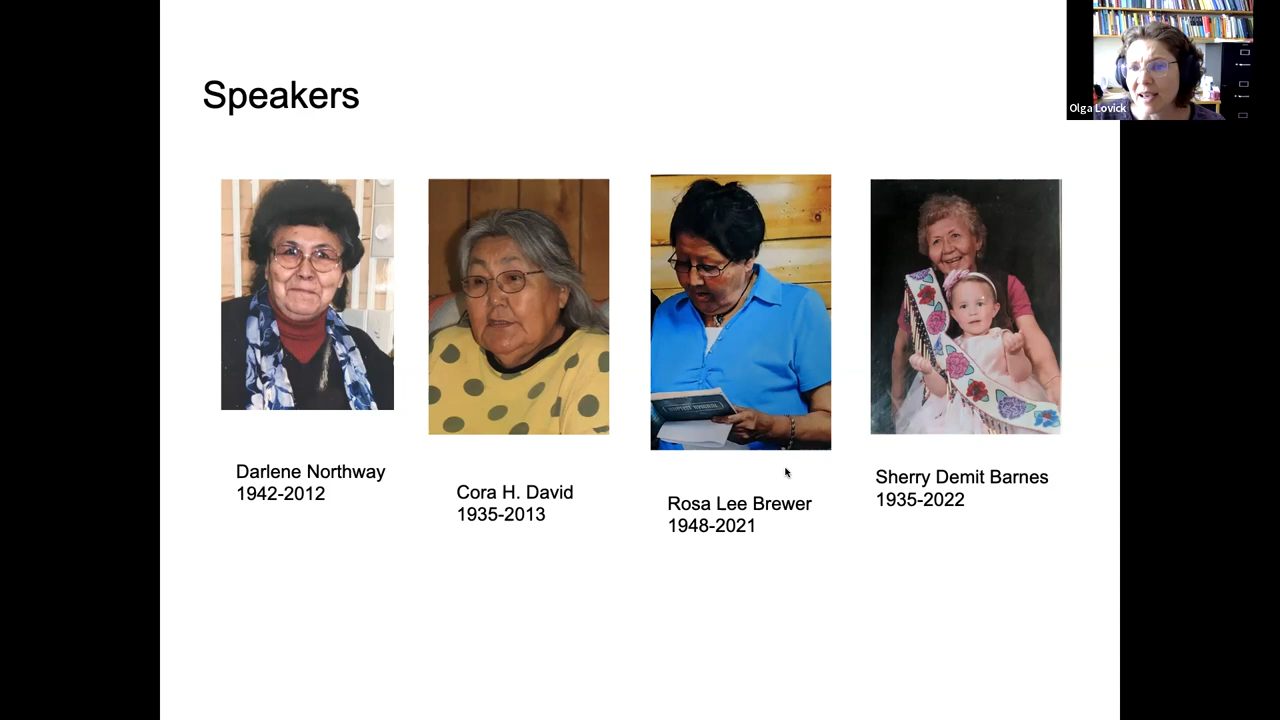 Speakers
Olga Lovick
Darlene Northway
1942-2012
Cora H. David
1935-2013
Rosa Lee Brewer
1948-2021
Sherry Demit Barnes
1935-2022